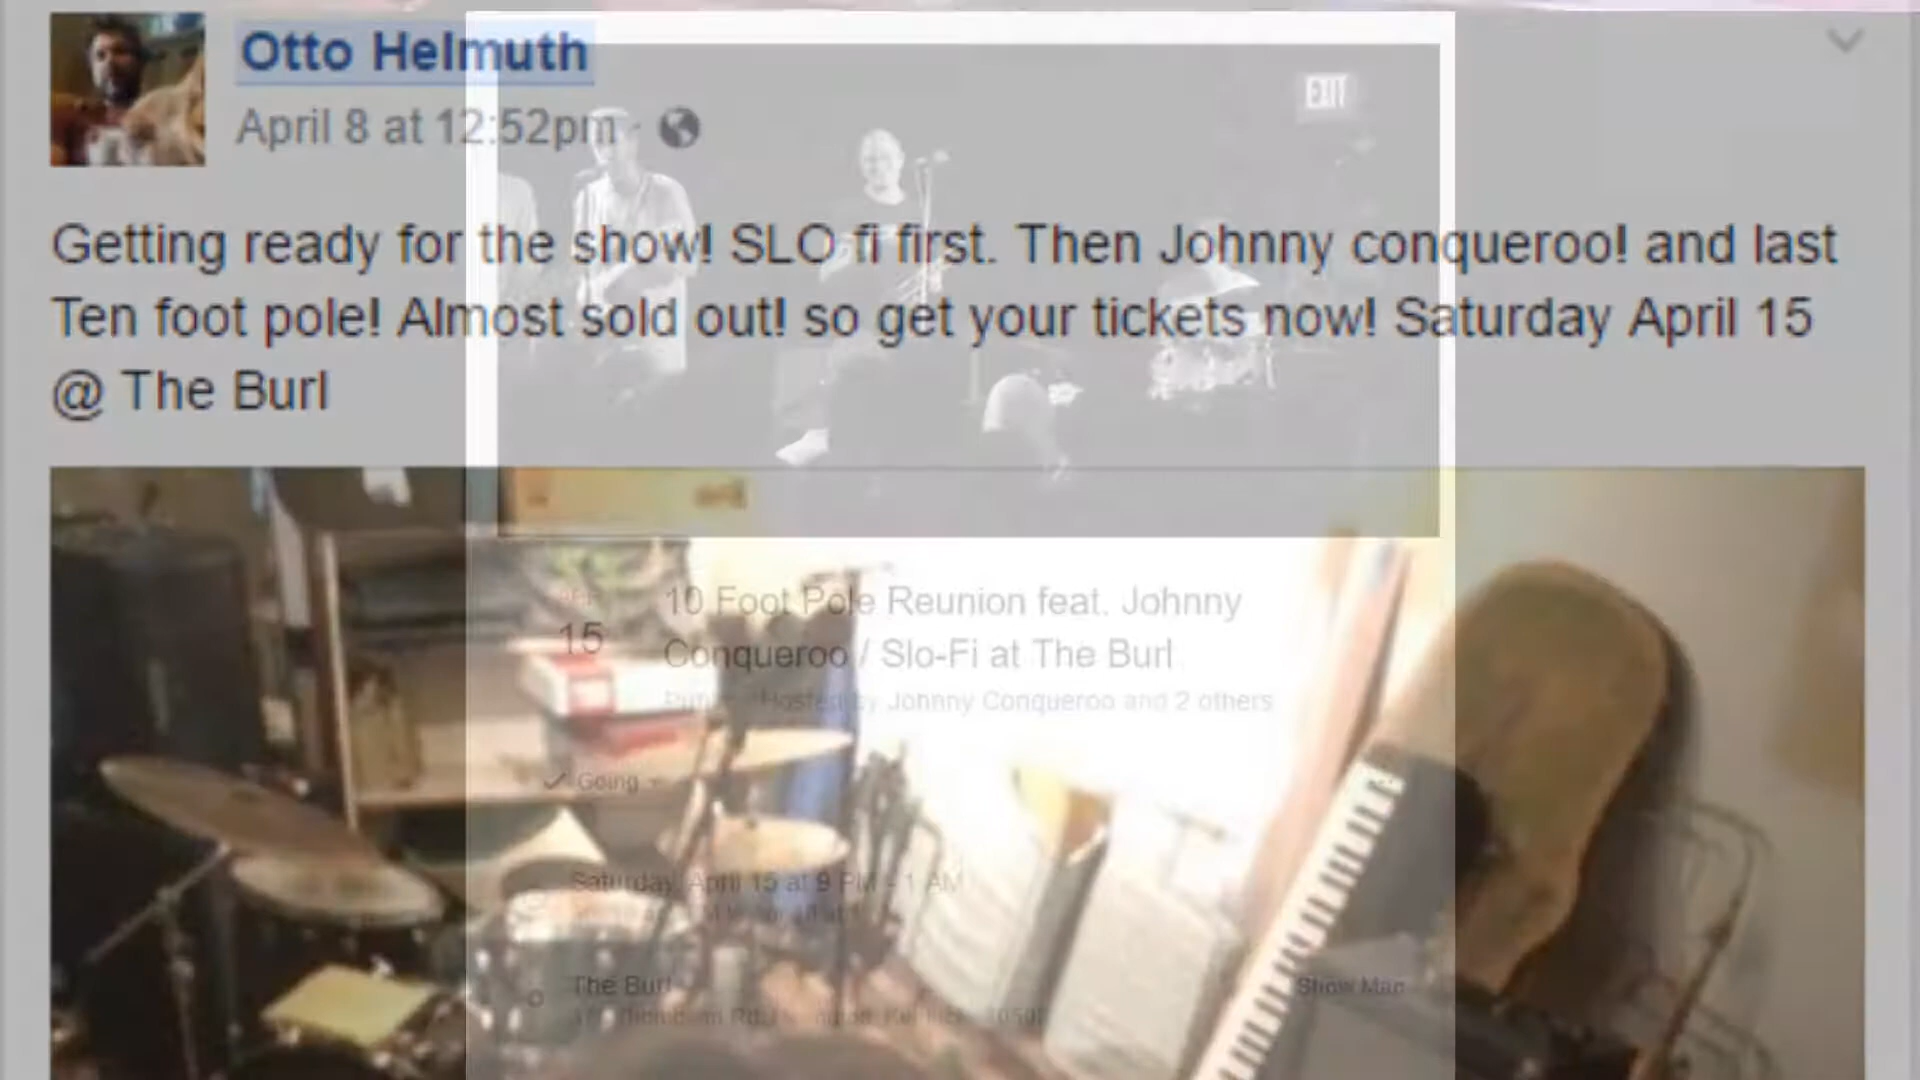 Otto Helmuth
April 8 at 12:52pm ·
EXIT
Getting ready for the show! SLO fi first. Then Johnny conqueroo! and last
Ten foot pole! Almost sold out! so get your tickets now! Saturday April 15
@ The Burl
10 Foot Pole Reunion feat. Johnny
15
Conqueroo / Slo-Fi at The Burl
Hosted by Johnny Conqueroo and 2 others
Going
Saturday, April 15 at 9 PM - 1 AM
The Burl
Show Map